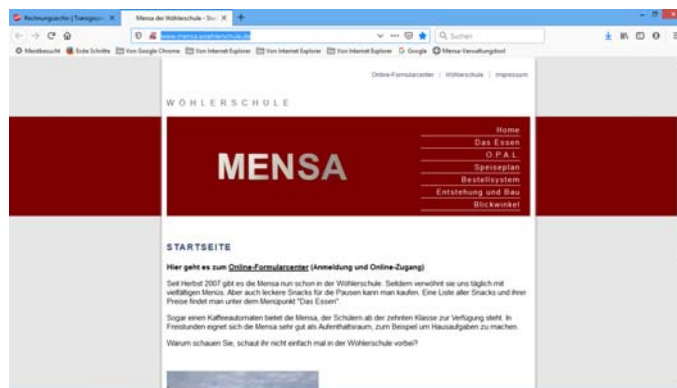 Mensa der Wöhlerschule - Sta
Suchen
Meistbesucht Erste Schritte Von Google Chrome Von Internet Explorer Von Internet Explorer Von Internet Explorer Google Mensa-Verwaltungstool
Online-Formularcenter | Wöhlerschule | Impressum
WÖHLERSCHULE
MENSA
Home
Das Essen
O.P.A.L.
Speiseplan
Bestellsystem
Entstehung und Bau
Blickwinkel
STARTSEITE
Hier geht es zum Online-Formularcenter (Anmeldung und Online-Zugang)
Seit Herbst 2007 gibt es die Mensa nun schon in der Wöhlerschule. Seitdem verwöhnt sie uns täglich mit
vielfältigen Menüs. Aber auch leckere Snacks für die Pausen kann man kaufen. Eine Liste aller Snacks und ihrer
Preise findet man unter dem Menüpunkt "Das Essen".
Sogar einen Kaffeeautomaten bietet die Mensa, der Schülern ab der zehnten Klasse zur Verfügung steht. In
Freistunden eignet sich die Mensa sehr gut als Aufenthaltsraum, zum Beispiel um Hausaufgaben zu machen.
Warum schauen Sie, schaut ihr nicht einfach mal in der Wöhlerschule vorbei?